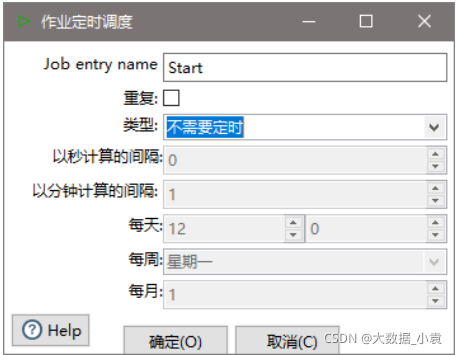 作业定时调度
Job entry name Start
重复:
类型: 不需要定时
以秒计算的间隔: 0
以分钟计算的间隔: 1
每天: 12 0
每周: 星期一
每月: 1
Help 确定(O) 取消(C)
CSDN @大数据_小袁